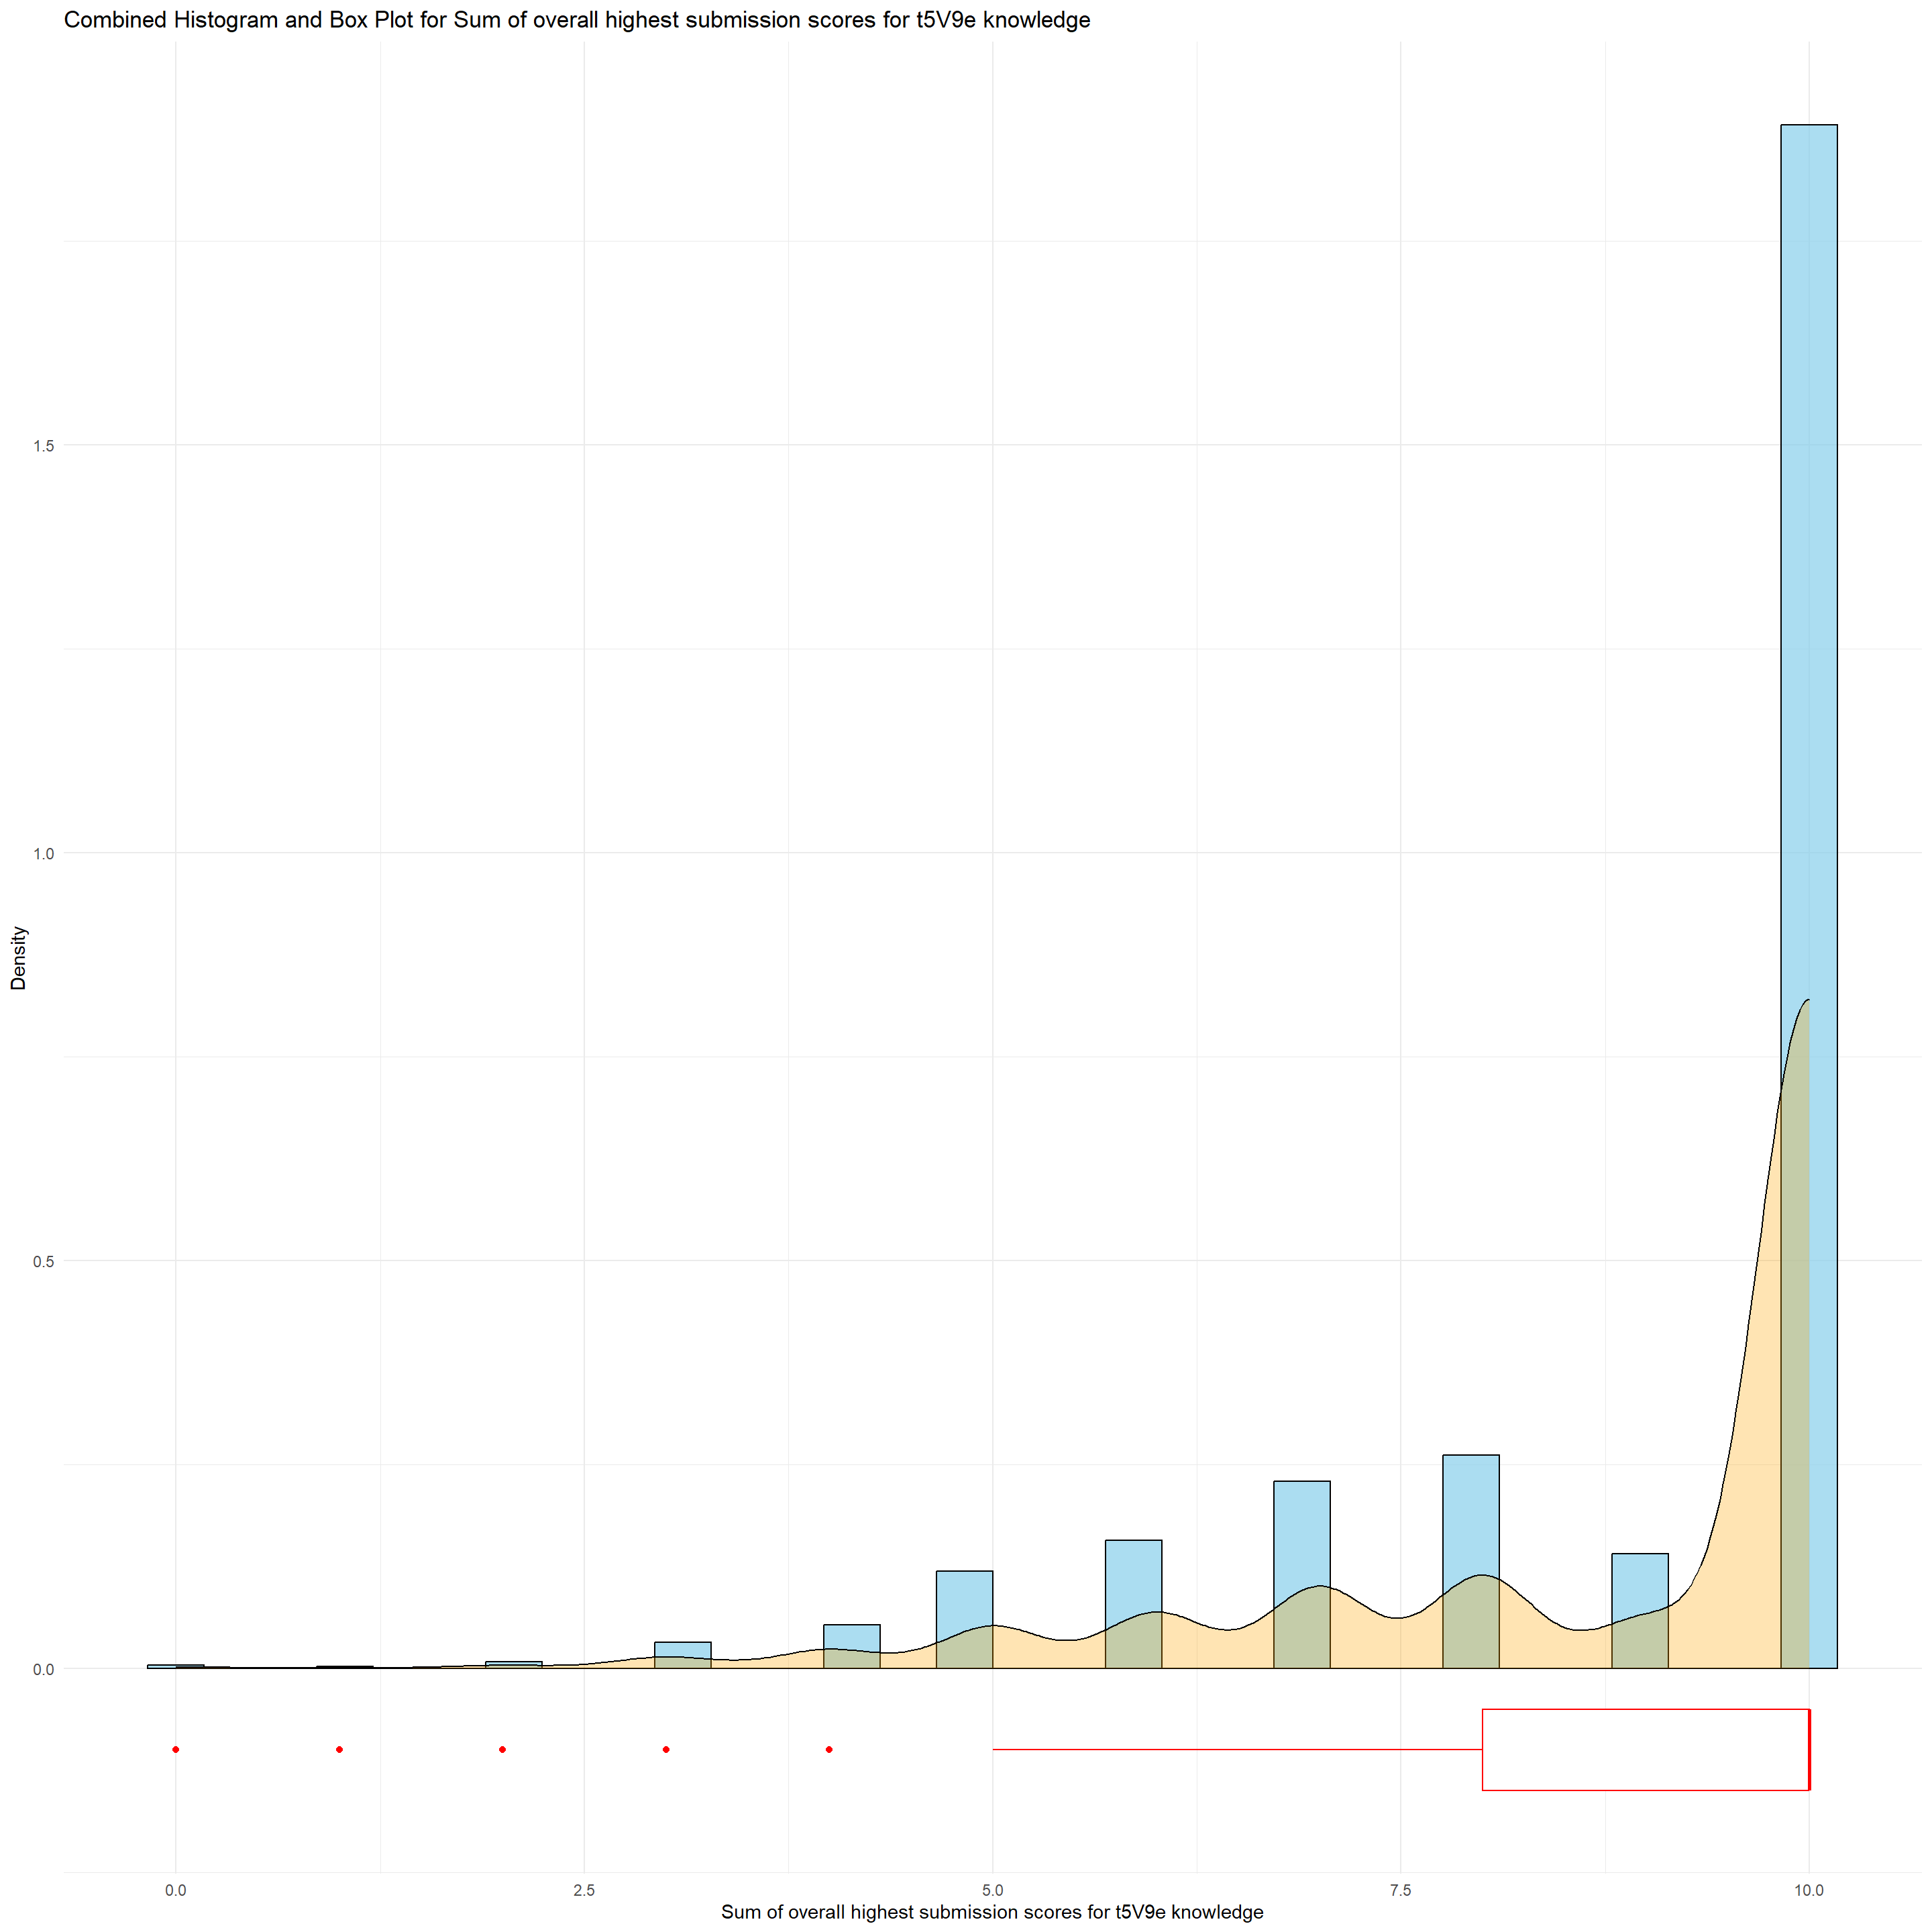 Combined Histogram and Box Plot for Sum of overall highest submission scores for t5V9e knowledge
1.5
1.0
Density
0.5
0.0
0.0 2.5 5.0 7.5 10.0
Sum of overall highest submission scores for t5V9e knowledge